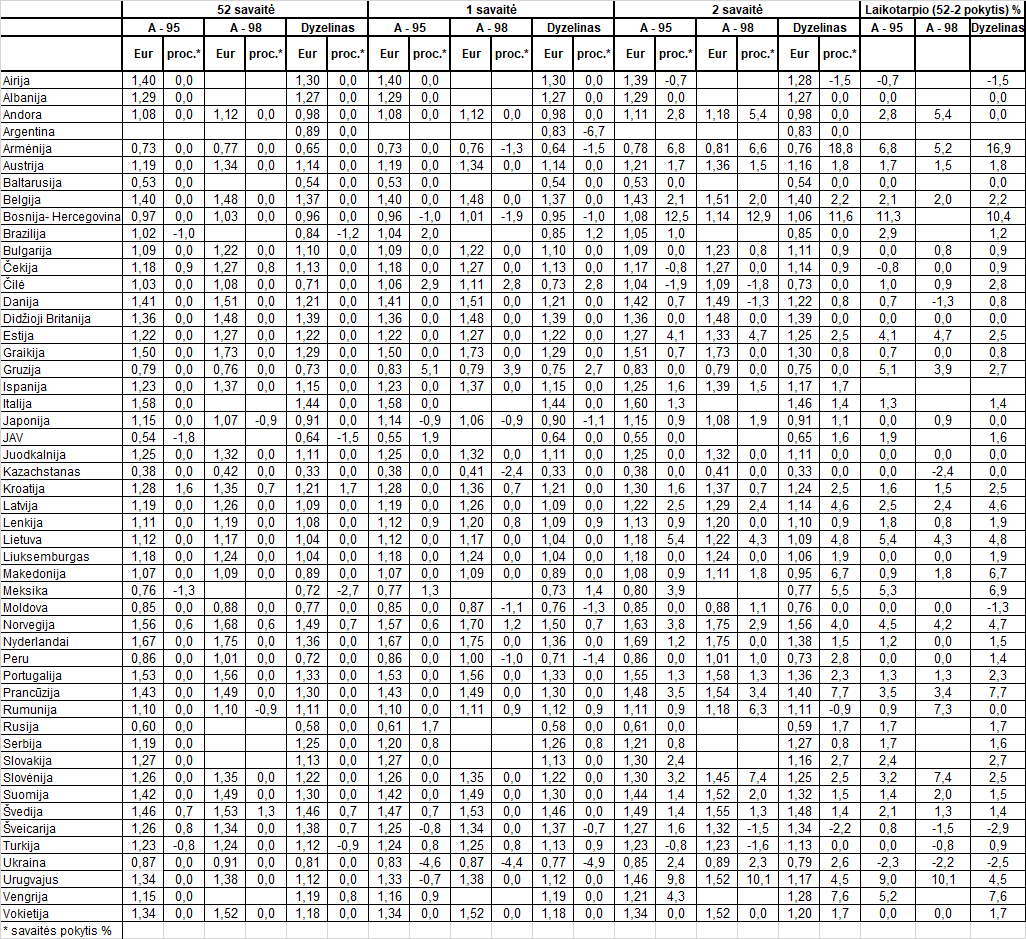 52 savaitė 1 savaitė 2 savaitė Laikotarpio (52-2 pokytis) %
A - 95 A - 98 Dyzelinas A - 95 A - 98 Dyzelinas A - 95 A - 98 Dyzelinas A - 95 A - 98 Dyzelinas
Eur proc.* Eur proc.* Eur proc.* Eur proc.* Eur proc.* Eur proc.* Eur proc.* Eur proc.* Eur proc.*
Airija 1,40 0,0 1,30 0,0 1,40 0,0 1,30 0,0 1,39 -0,7 1,28 -1,5 -0,7 -1,5
Albanija 1,29 0,0 1,27 0,0 1,29 0,0 1,27 0,0 1,29 0,0 1,27 0,0 0,0 0,0
Andora 1,08 0,0 1,12 0,0 0,98 0,0 1,08 0,0 1,12 0,0 0,98 0,0 1,11 2,8 1,18 5,4 0,98 0,0 2,8 5,4 0,0
Argentina 0,89 0,0 0,83 -6,7 0,83 0,0
Armėnija 0,73 0,0 0,77 0,0 0,65 0,0 0,73 0,0 0,76 -1,3 0,64 -1,5 0,78 6,8 0,81 6,6 0,76 18,8 6,8 5,2 16,9
Austrija 1,19 0,0 1,34 0,0 1,14 0,0 1,19 0,0 1,34 0,0 1,14 0,0 1,21 1,7 1,36 1,5 1,16 1,8 1,7 1,5 1,8
Baltarusija 0,53 0,0 0,54 0,0 0,53 0,0 0,54 0,0 0,53 0,0 0,54 0,0 0,0 0,0
Belgija 1,40 0,0 1,48 0,0 1,37 0,0 1,40 0,0 1,48 0,0 1,37 0,0 1,43 2,1 1,51 2,0 1,40 2,2 2,1 2,0 2,2
Bosnija- Hercegovina 0,97 0,0 1,03 0,0 0,96 0,0 0,96 -1,0 1,01 -1,9 0,95 -1,0 1,08 12,5 1,14 12,9 1,06 11,6 11,3 10,4
Brazilija 1,02 -1,0 0,84 -1,2 1,04 2,0 0,85 1,2 1,05 1,0 0,85 0,0 2,9 1,2
Bulgarija 1,09 0,0 1,22 0,0 1,10 0,0 1,09 0,0 1,22 0,0 1,10 0,0 1,09 0,0 1,23 0,8 1,11 0,9 0,0 0,8 0,9
Čekija 1,18 0,9 1,27 0,8 1,13 0,0 1,18 0,0 1,27 0,0 1,13 0,0 1,17 -0,8 1,27 0,0 1,14 0,9 -0,8 0,0 0,9
Čilė 1,03 0,0 1,08 0,0 0,71 0,0 1,06 2,9 1,11 2,8 0,73 2,8 1,04 -1,9 1,09 -1,8 0,73 0,0 1,0 0,9 2,8
Danija 1,41 0,0 1,51 0,0 1,21 0,0 1,41 0,0 1,51 0,0 1,21 0,0 1,42 0,7 1,49 -1,3 1,22 0,8 0,7 -1,3 0,8
Didžioji Britanija 1,36 0,0 1,48 0,0 1,39 0,0 1,36 0,0 1,48 0,0 1,39 0,0 1,36 0,0 1,48 0,0 1,39 0,0 0,0 0,0 0,0
Estija 1,22 0,0 1,27 0,0 1,22 0,0 1,22 0,0 1,27 0,0 1,22 0,0 1,27 4,1 1,33 4,7 1,25 2,5 4,1 4,7 2,5
Graikija 1,50 0,0 1,73 0,0 1,29 0,0 1,50 0,0 1,73 0,0 1,29 0,0 1,51 0,7 1,73 0,0 1,30 0,8 0,7 0,0 0,8
Gruzija 0,79 0,0 0,76 0,0 0,73 0,0 0,83 5,1 0,79 3,9 0,75 2,7 0,83 0,0 0,79 0,0 0,75 0,0 5,1 3,9 2,7
Ispanija 1,23 0,0 1,37 0,0 1,15 0,0 1,23 0,0 1,37 0,0 1,15 0,0 1,25 1,6 1,39 1,5 1,17 1,7
Italija 1,58 0,0 1,44 0,0 1,58 0,0 1,44 0,0 1,60 1,3 1,46 1,4 1,3 1,4
Japonija 1,15 0,0 1,07 -0,9 0,91 0,0 1,14 -0,9 1,06 -0,9 0,90 -1,1 1,15 0,9 1,08 1,9 0,91 1,1 0,0 0,9 0,0
JAV 0,54 -1,8 0,64 -1,5 0,55 1,9 0,64 0,0 0,55 0,0 0,65 1,6 1,9 1,6
Juodkalnija 1,25 0,0 1,32 0,0 1,11 0,0 1,25 0,0 1,32 0,0 1,11 0,0 1,25 0,0 1,32 0,0 1,11 0,0 0,0 0,0 0,0
Kazachstanas 0,38 0,0 0,42 0,0 0,33 0,0 0,38 0,0 0,41 -2,4 0,33 0,0 0,38 0,0 0,41 0,0 0,33 0,0 0,0 -2,4 0,0
Kroatija 1,28 1,6 1,35 0,7 1,21 1,7 1,28 0,0 1,36 0,7 1,21 0,0 1,30 1,6 1,37 0,7 1,24 2,5 1,6 1,5 2,5
Latvija 1,19 0,0 1,26 0,0 1,09 0,0 1,19 0,0 1,26 0,0 1,09 0,0 1,22 2,5 1,29 2,4 1,14 4,6 2,5 2,4 4,6
Lenkija 1,11 0,0 1,19 0,0 1,08 0,0 1,12 0,9 1,20 0,8 1,09 0,9 1,13 0,9 1,20 0,0 1,10 0,9 1,8 0,8 1,9
Lietuva 1,12 0,0 1,17 0,0 1,04 0,0 1,12 0,0 1,17 0,0 1,04 0,0 1,18 5,4 1,22 4,3 1,09 4,8 5,4 4,3 4,8
Liuksemburgas 1,18 0,0 1,24 0,0 1,04 0,0 1,18 0,0 1,24 0,0 1,04 0,0 1,18 0,0 1,24 0,0 1,06 1,9 0,0 0,0 1,9
Makedonija 1,07 0,0 1,09 0,0 0,89 0,0 1,07 0,0 1,09 0,0 0,89 0,0 1,08 0,9 1,11 1,8 0,95 6,7 0,9 1,8 6,7
Meksika 0,76 -1,3 0,72 -2,7 0,77 1,3 0,73 1,4 0,80 3,9 0,77 5,5 5,3 6,9
Moldova 0,85 0,0 0,88 0,0 0,77 0,0 0,85 0,0 0,87 -1,1 0,76 -1,3 0,85 0,0 0,88 1,1 0,76 0,0 0,0 0,0 -1,3
Norvegija 1,56 0,6 1,68 0,6 1,49 0,7 1,57 0,6 1,70 1,2 1,50 0,7 1,63 3,8 1,75 2,9 1,56 4,0 4,5 4,2 4,7
Nyderlandai 1,67 0,0 1,75 0,0 1,36 0,0 1,67 0,0 1,75 0,0 1,36 0,0 1,69 1,2 1,75 0,0 1,38 1,5 1,2 0,0 1,5
Peru 0,86 0,0 1,01 0,0 0,72 0,0 0,86 0,0 1,00 -1,0 0,71 -1,4 0,86 0,0 1,01 1,0 0,73 2,8 0,0 0,0 1,4
Portugalija 1,53 0,0 1,56 0,0 1,33 0,0 1,53 0,0 1,56 0,0 1,33 0,0 1,55 1,3 1,58 1,3 1,36 2,3 1,3 1,3 2,3
Prancūzija 1,43 0,0 1,49 0,0 1,30 0,0 1,43 0,0 1,49 0,0 1,30 0,0 1,48 3,5 1,54 3,4 1,40 7,7 3,5 3,4 7,7
Rumunija 1,10 0,0 1,10 -0,9 1,11 0,0 1,10 0,0 1,11 0,9 1,12 0,9 1,11 0,9 1,18 6,3 1,11 -0,9 0,9 7,3 0,0
Rusija 0,60 0,0 0,58 0,0 0,61 1,7 0,58 0,0 0,61 0,0 0,59 1,7 1,7 1,7
Serbija 1,19 0,0 1,25 0,0 1,20 0,8 1,26 0,8 1,21 0,8 1,27 0,8 1,7 1,6
Slovakija 1,27 0,0 1,13 0,0 1,27 0,0 1,13 0,0 1,30 2,4 1,16 2,7 2,4 2,7
Slovėnija 1,26 0,0 1,35 0,0 1,22 0,0 1,26 0,0 1,35 0,0 1,22 0,0 1,30 3,2 1,45 7,4 1,25 2,5 3,2 7,4 2,5
Suomija 1,42 0,0 1,49 0,0 1,30 0,0 1,42 0,0 1,49 0,0 1,30 0,0 1,44 1,4 1,52 2,0 1,32 1,5 1,4 2,0 1,5
Švedija 1,46 0,7 1,53 1,3 1,46 0,7 1,47 0,7 1,53 0,0 1,46 0,0 1,49 1,4 1,55 1,3 1,48 1,4 2,1 1,3 1,4
Šveicarija 1,26 0,8 1,34 0,0 1,38 0,7 1,25 -0,8 1,34 0,0 1,37 -0,7 1,27 1,6 1,32 -1,5 1,34 -2,2 0,8 -1,5 -2,9
Turkija 1,23 -0,8 1,24 0,0 1,12 -0,9 1,24 0,8 1,25 0,8 1,13 0,9 1,23 -0,8 1,23 -1,6 1,13 0,0 0,0 -0,8 0,9
Ukraina 0,87 0,0 0,91 0,0 0,81 0,0 0,83 -4,6 0,87 -4,4 0,77 -4,9 0,85 2,4 0,89 2,3 0,79 2,6 -2,3 -2,2 -2,5
Urugvajus 1,34 0,0 1,38 0,0 1,12 0,0 1,33 -0,7 1,38 0,0 1,12 0,0 1,46 9,8 1,52 10,1 1,17 4,5 9,0 10,1 4,5
Vengrija 1,15 0,0 1,19 0,8 1,16 0,9 1,19 0,0 1,21 4,3 1,28 7,6 5,2 7,6
Vokietija 1,34 0,0 1,52 0,0 1,18 0,0 1,34 0,0 1,52 0,0 1,18 0,0 1,34 0,0 1,52 0,0 1,20 1,7 0,0 0,0 1,7
* savaitės pokytis %